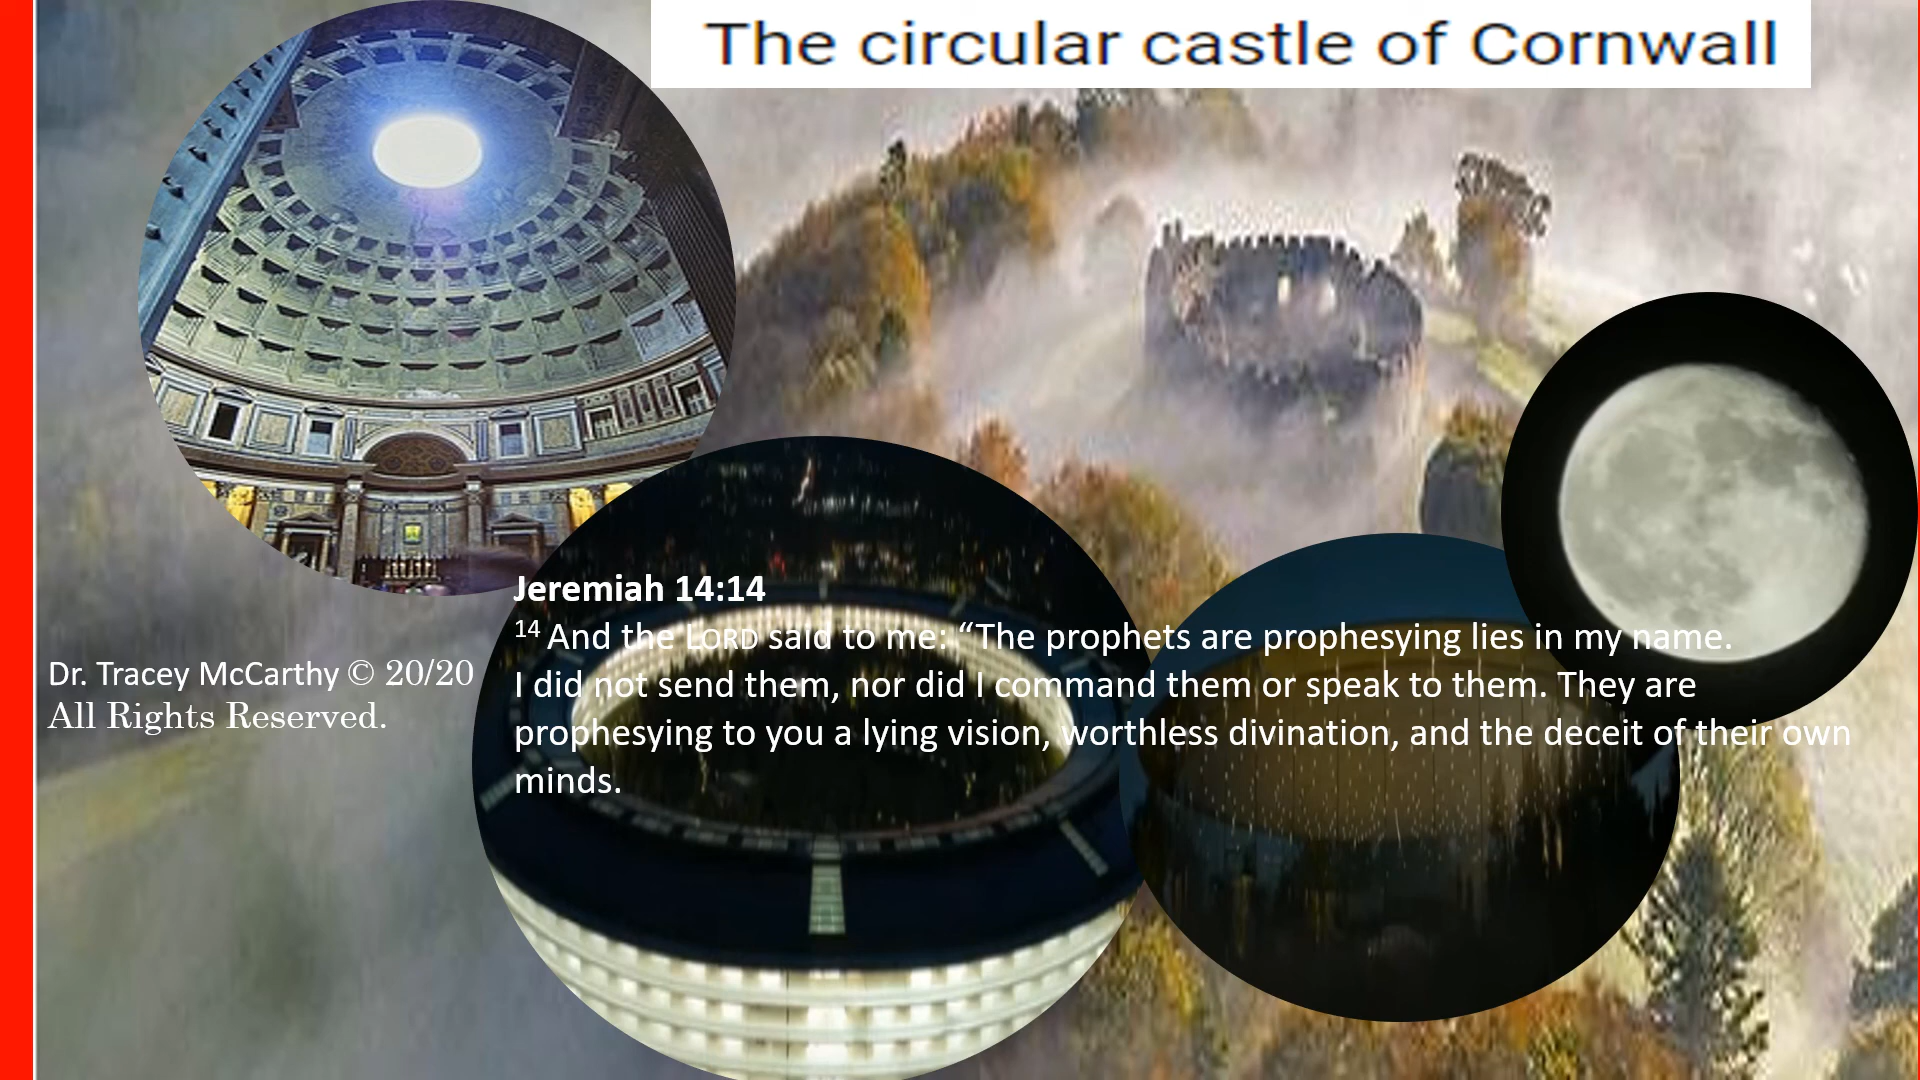 The circular castle of Cornwall
Jeremiah 14:14
14 And the LORD said to me: “The prophets are prophesying lies in my name.
I did not send them, nor did I command them or speak to them. They are
prophesying to you a lying vision, worthless divination, and the deceit of their own
minds.
Dr. Tracey McCarthy © 20/20
All Rights Reserved.